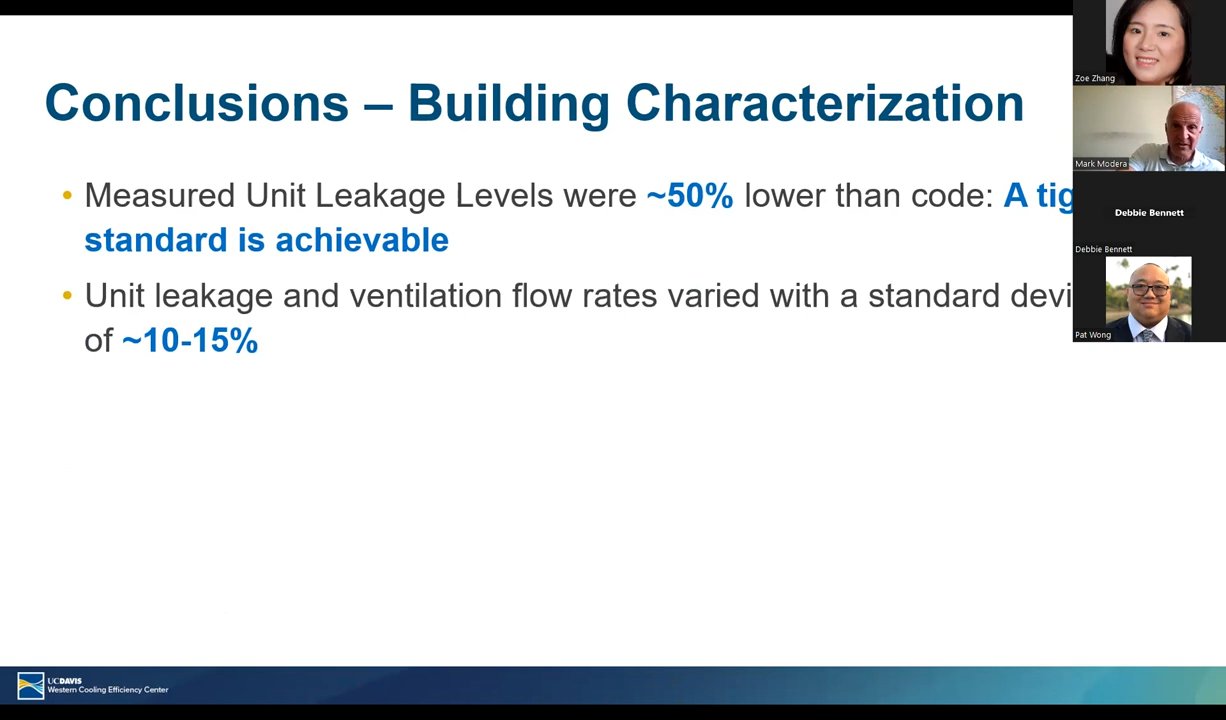 Conclusions – Building Characterization
• Measured Unit Leakage Levels were ~50% lower than code: A
standard is achievable
• Unit leakage and ventilation flow rates varied with a standard
of ~10-15%
Zoe Zhang
Mark Modera
Debbie Bennett
Debbie Bennett
Pat Wong
UCDAVIS
Western Cooling Efficiency Center